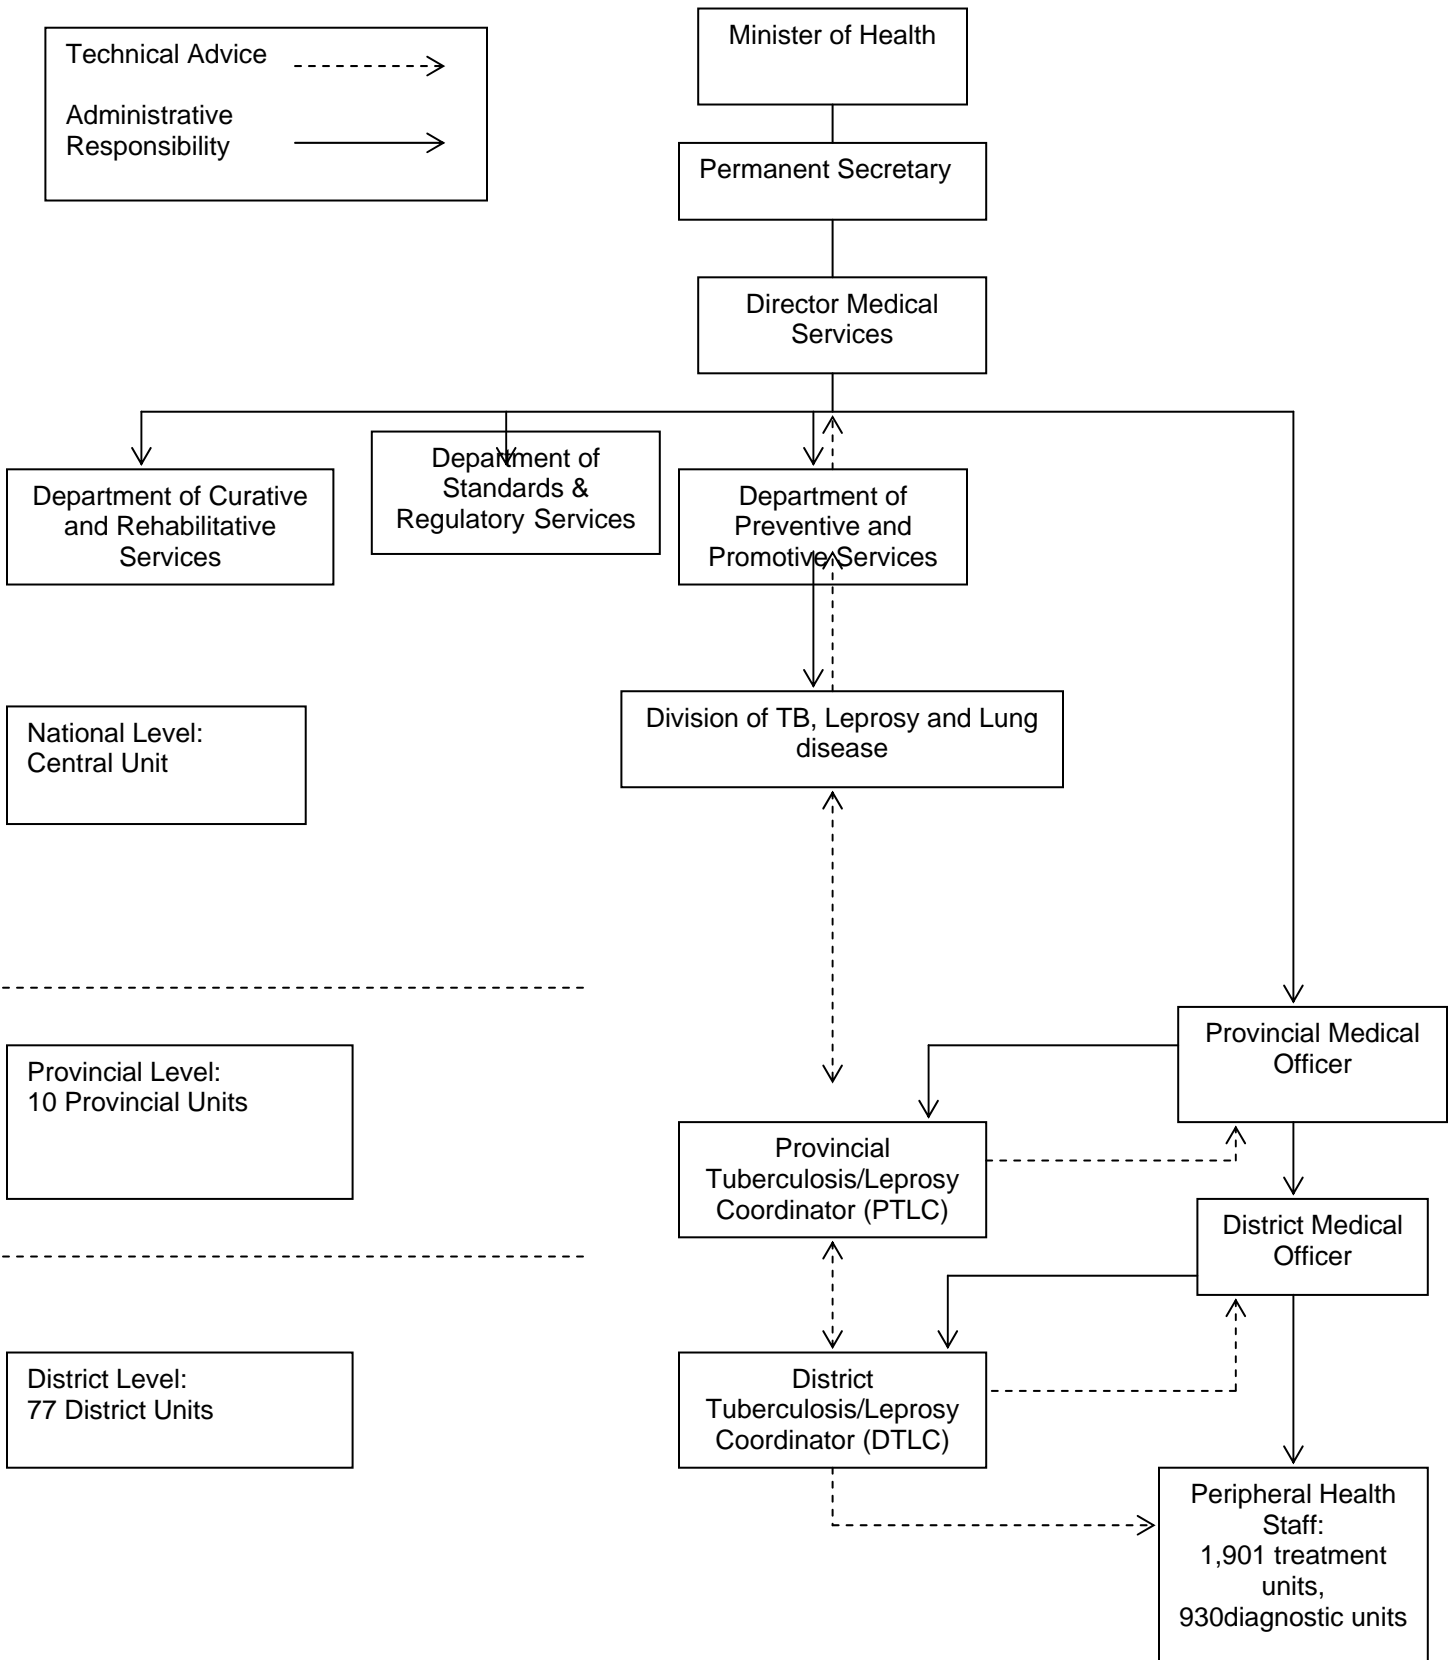 Technical Advice
Administrative
Responsibility
Minister of Health
Permanent Secretary
Director Medical
Services
Department of Curative
and Rehabilitative
Services
Department of
Standards &
Regulatory Services
Department of
Preventive and
Promotive Services
National Level:
Central Unit
Division of TB, Leprosy and Lung
disease
Provincial Level:
10 Provincial Units
Provincial Medical
Officer
Provincial
Tuberculosis/Leprosy
Coordinator (PTLC)
District Medical
Officer
District Level:
77 District Units
District
Tuberculosis/Leprosy
Coordinator (DTLC)
Peripheral Health
Staff:
1,901 treatment
units,
930diagnostic units